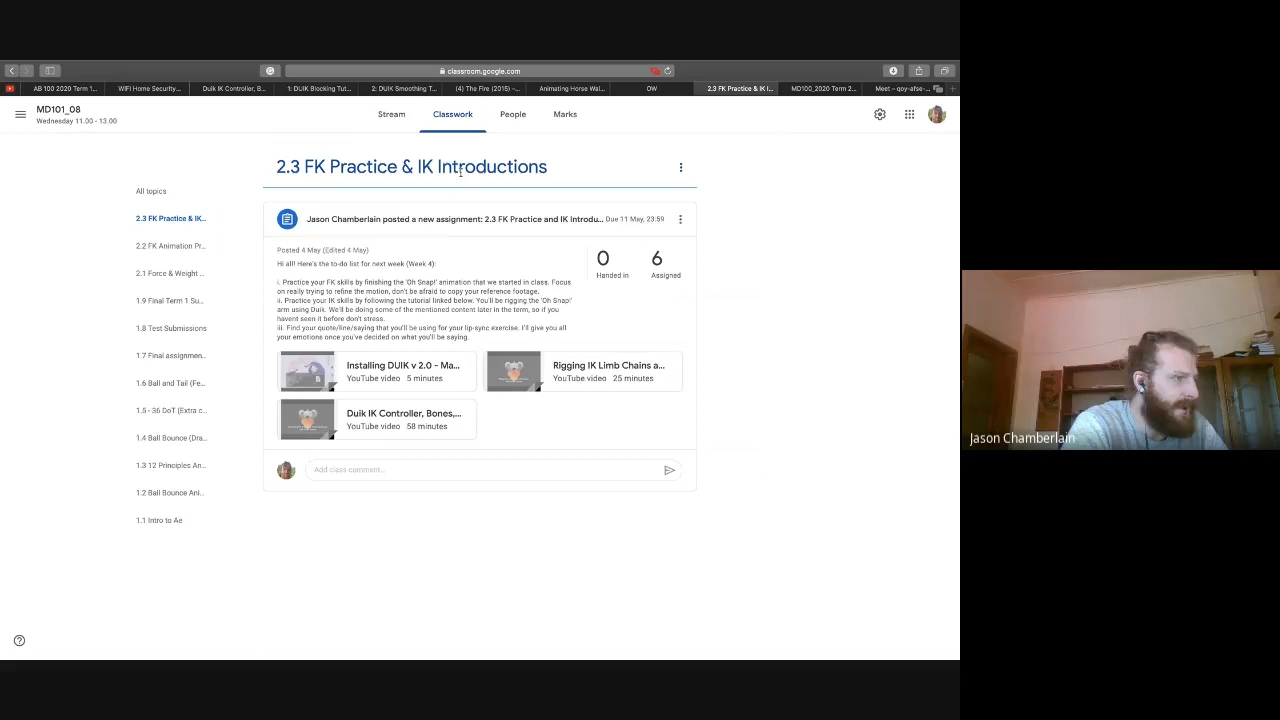 classroom.google.com
AB 100 2020 Term 1...
WIFI Home Security...
Duik IK Controller, B...
1: DUIK Blocking Tut...
2: DUIK Smoothing T...
(4) The Fire (2015) –...
Animating Horse Wal...
OW
2.3 FK Practice & IK I...
MD100_2020 Term 2...
Meet – qoy-afse-...
MD101_08
Wednesday 11.00 - 13.00
Stream
Classwork
People
Marks
2.3 FK Practice & IK Introductions
All topics
2.3 FK Practice & IK...
2.2 FK Animation Pr...
2.1 Force & Weight ...
1.9 Final Term 1 Su...
1.8 Test Submissions
1.7 Final assignmen...
1.6 Ball and Tail (Fe...
1.5 - 36 DoT (Extra c...
1.4 Ball Bounce (Dra...
1.3 12 Principles An...
1.2 Ball Bounce Ani...
1.1 Intro to Ae
Jason Chamberlain posted a new assignment: 2.3 FK Practice and IK Introdu...
Due 11 May, 23:59
Posted 4 May (Edited 4 May)
Hi all! Here's the to-do list for next week (Week 4):
i. Practice your FK skills by finishing the 'Oh Snap!' animation that we started in class. Focus
on really trying to refine the motion, don't be afraid to copy your reference footage.
ii. Practice your IK skills by following the tutorial linked below. You'll be rigging the 'Oh Snap!'
arm using Duik. We'll be doing some of the mentioned content later in the term, so if you
havent seen it before don't stress.
iii. Find your quote/line/saying that you'll be using for your lip-sync exercise. I'll give you all
your emotions once you've decided on what you'll be saying.
0
Handed in
6
Assigned
Installing DUIK v 2.0 - Ma...
YouTube video 5 minutes
Rigging IK Limb Chains a...
YouTube video 25 minutes
Duik IK Controller, Bones,...
YouTube video 58 minutes
Add class comment...
Jason Chamberlain